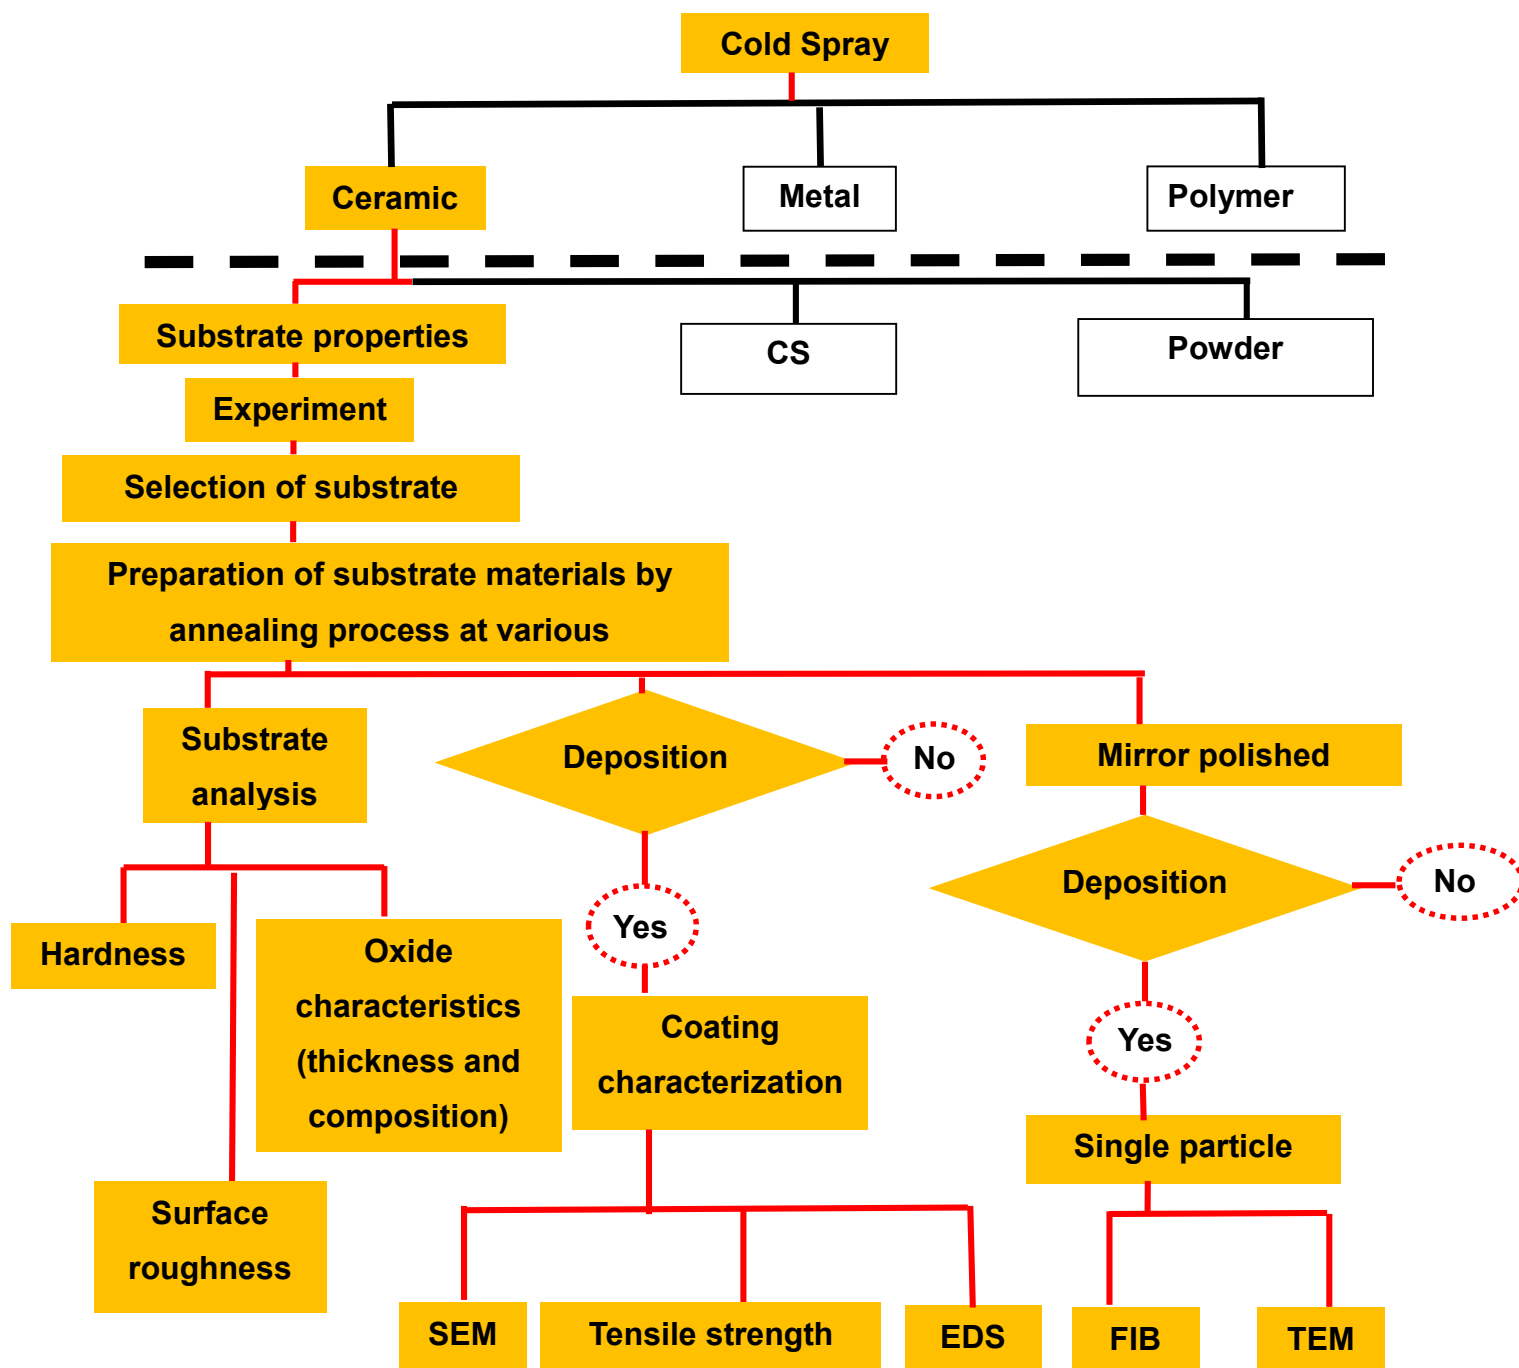 Cold Spray
Ceramic
Metal
Polymer
Substrate properties
CS
Powder
Experiment
Selection of substrate
Preparation of substrate materials by
annealing process at various
Substrate
analysis
Deposition
No
Mirror polished
Deposition
No
Hardness
Oxide
characteristics
(thickness and
composition)
Yes
Coating
characterization
Yes
Single particle
Surface
roughness
SEM
Tensile strength
EDS
FIB
TEM